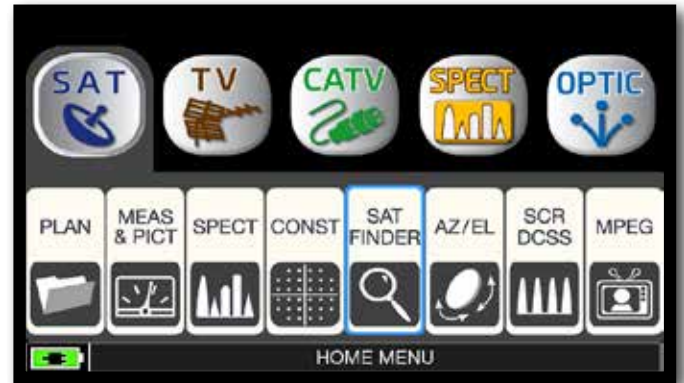 SAT
TV
CATV
SPECT
OPTIC
PLAN
MEAS
& PICT
SPECT
CONST
SAT
FINDER
AZ/EL
SCR
DCSS
MPEG
HOME MENU